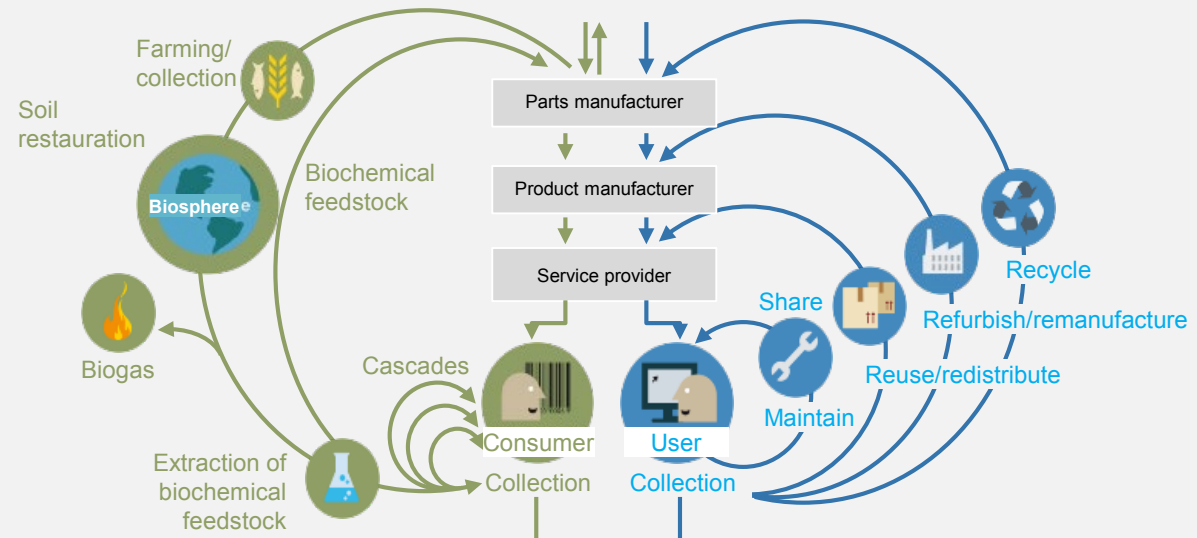 Farming/
collection
Soil
restauration
Biospheree
Biochemical
feedstock
Biogas
Cascades
Extraction of
biochemical
feedstock
Parts manufacturer
Product manufacturer
Service provider
Consumer
Collection
User
Collection
Share
Maintain
Reuse/redistribute
Refurbish/remanufacture
Recycle